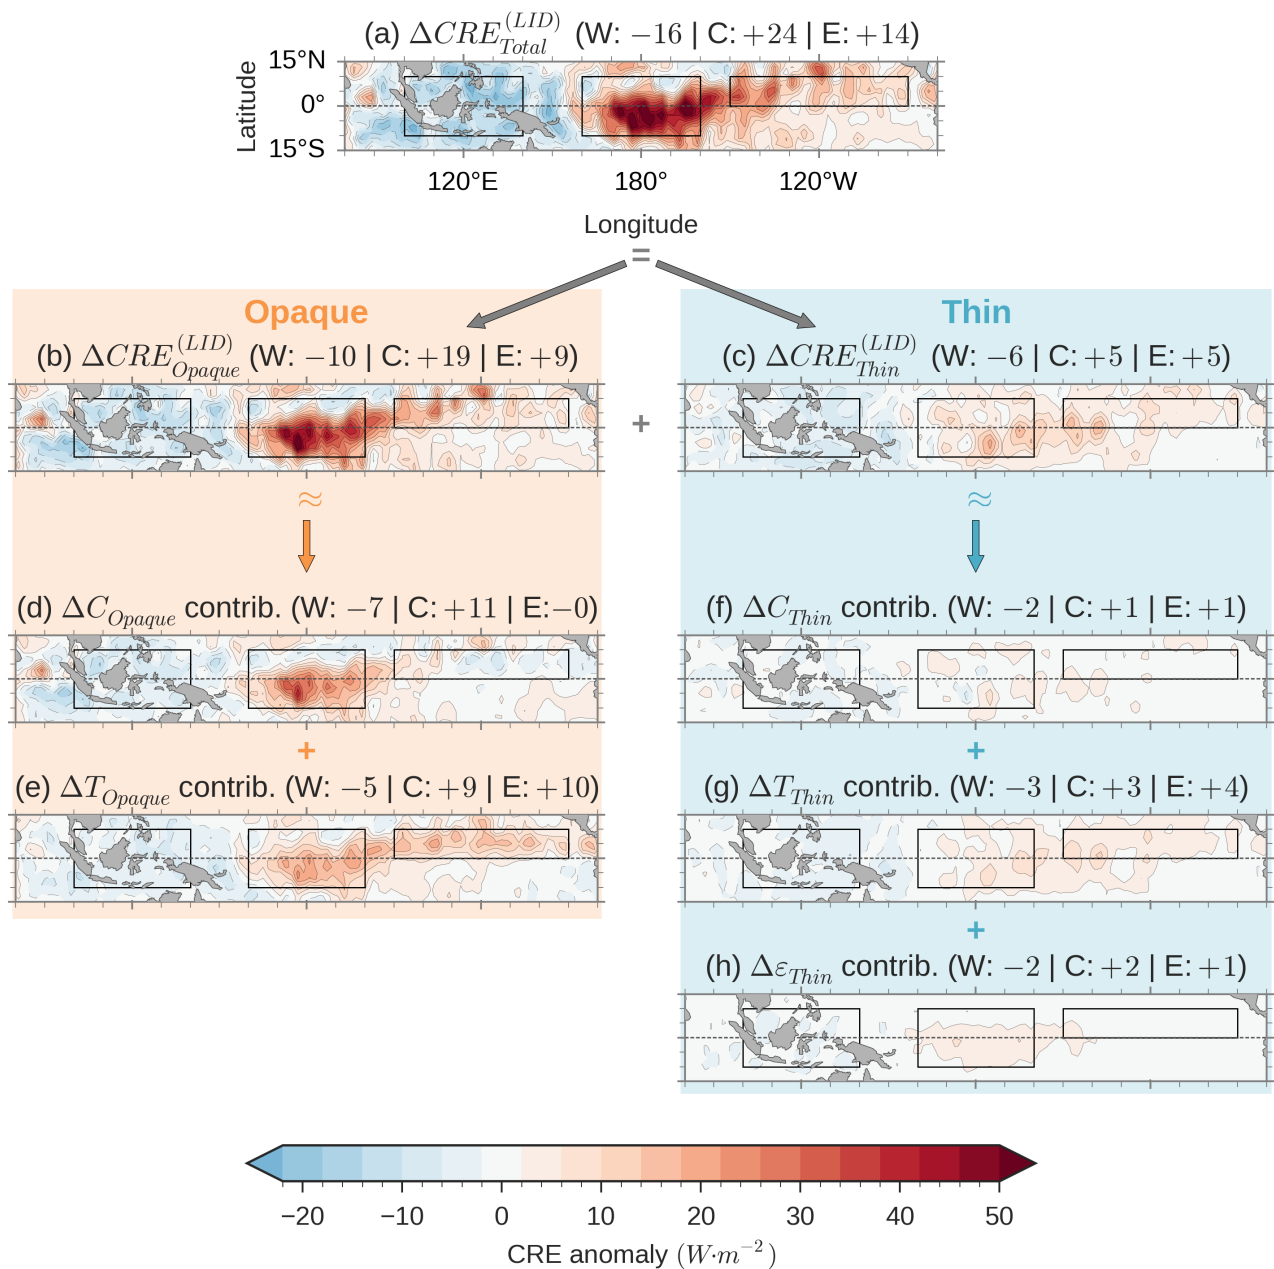 (a) ΔCRE_Total^(LID) (W: −16 | C: +24 | E: +14)
15°N
0°
15°S
Latitude
120°E 180° 120°W
Longitude
=
Opaque
Thin
(b) ΔCRE_Opaque^(LID) (W: −10 | C: +19 | E: +9)
(c) ΔCRE_Thin^(LID) (W: −6 | C: +5 | E: +5)
+
≈
≈
(d) ΔC_Opaque contrib. (W: −7 | C: +11 | E:−0)
(f) ΔC_Thin contrib. (W: −2 | C: +1 | E: +1)
+
+
(e) ΔT_Opaque contrib. (W: −5 | C: +9 | E: +10)
(g) ΔT_Thin contrib. (W: −3 | C: +3 | E: +4)
+
(h) Δε_Thin contrib. (W: −2 | C: +2 | E: +1)
−20 −10 0 10 20 30 40 50
CRE anomaly (W·m⁻²)